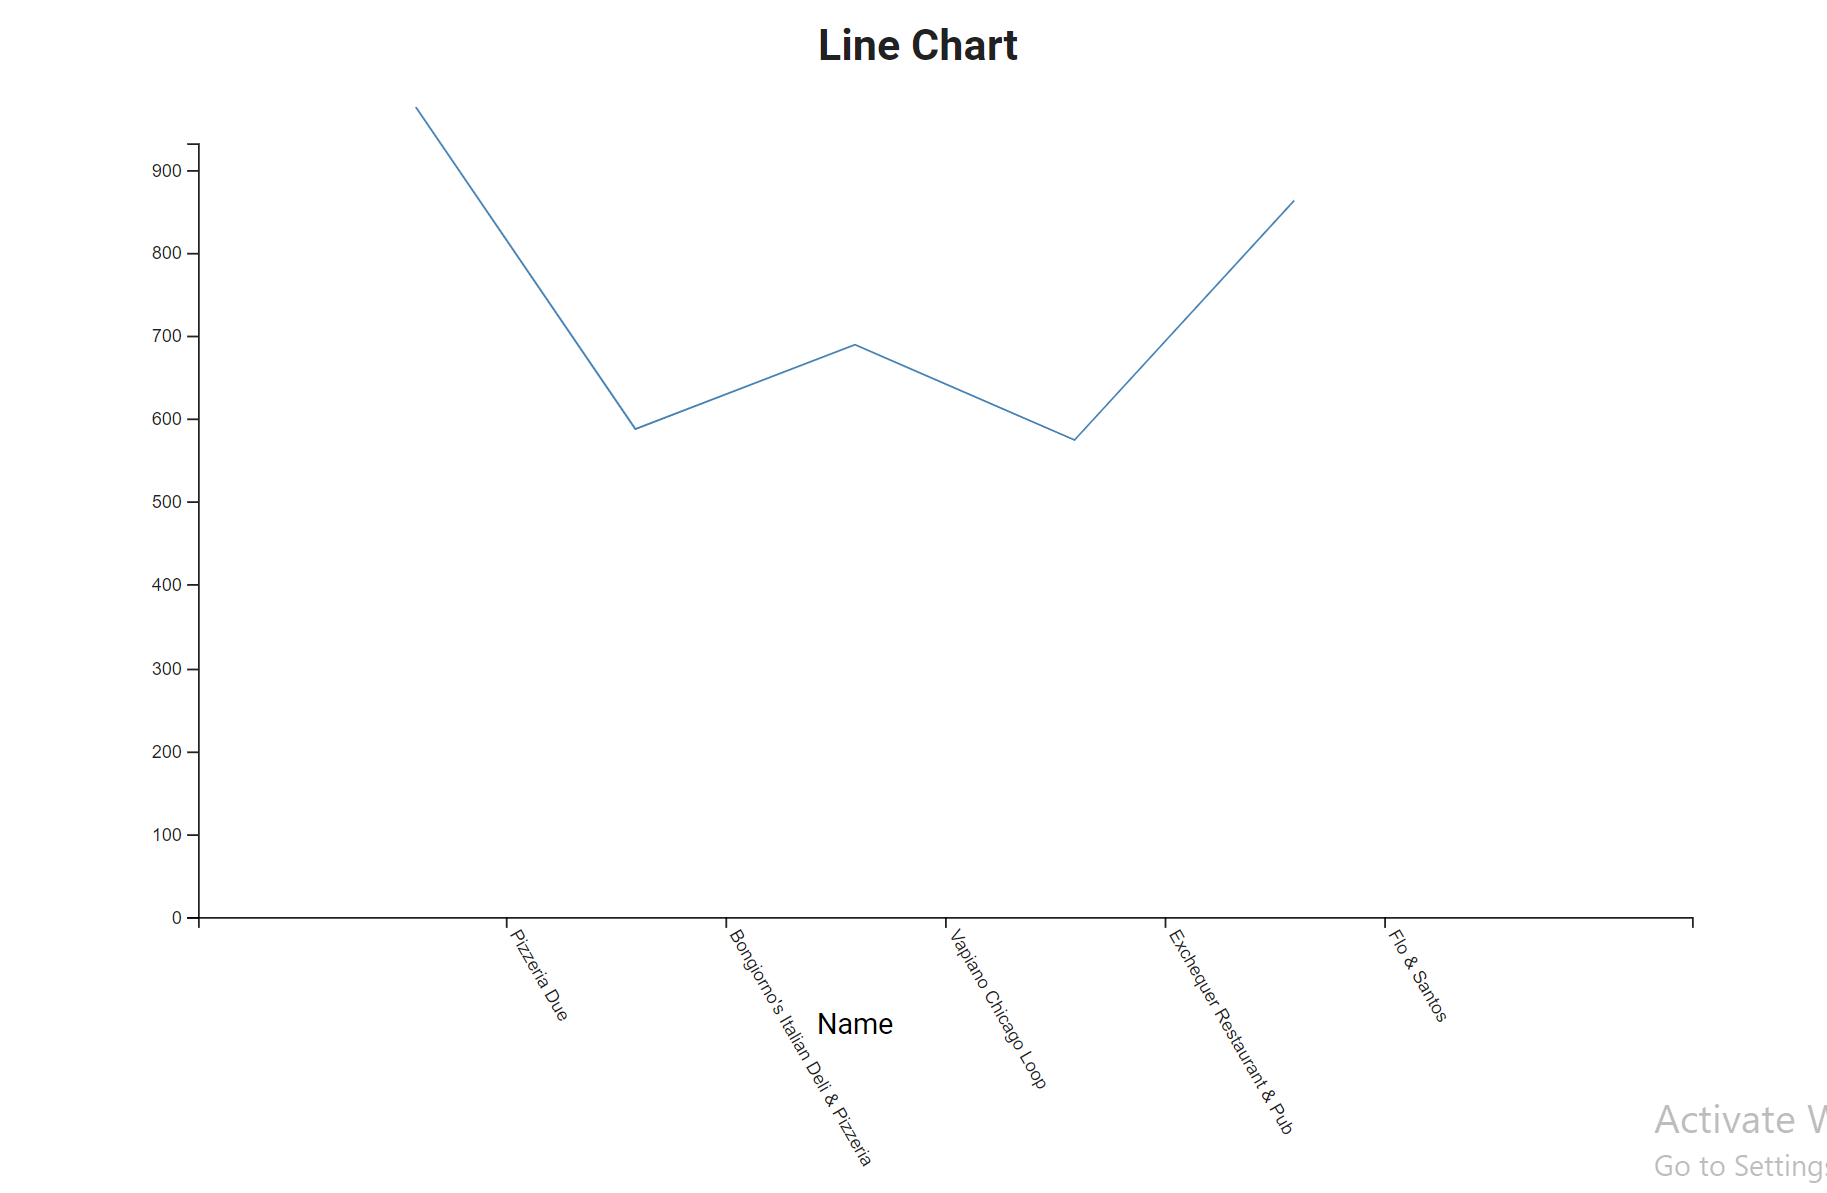 Line Chart
900
800
700
600
500
400
300
200
100
0
Pizzeria Due
Bongiorno's Italian Deli & Pizzeria
Vapiano Chicago Loop
Exchequer Restaurant & Pub
Flo & Santos
Name
Activate W
Go to Settings